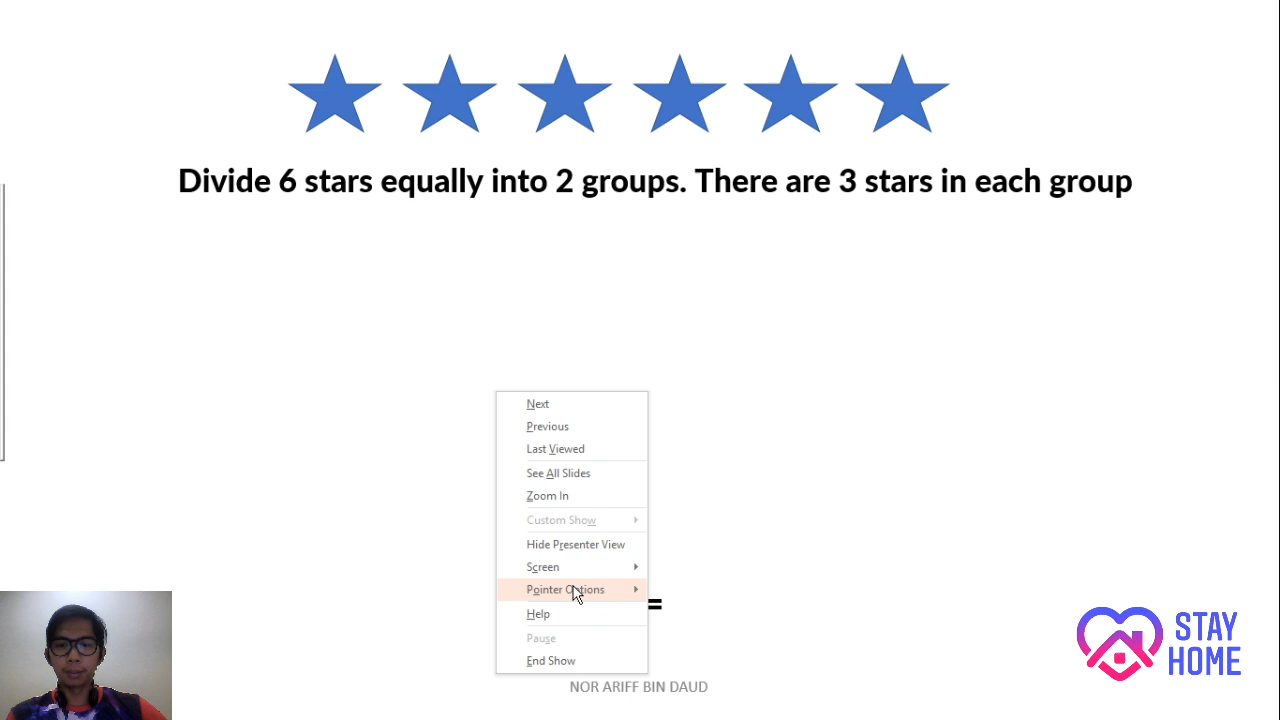 Divide 6 stars equally into 2 groups. There are 3 stars in each group
Next
Previous
Last Viewed
See All Slides
Zoom In
Custom Show
Hide Presenter View
Screen
Pointer Options
Help
Pause
End Show
=
NOR ARIFF BIN DAUD
STAY
HOME